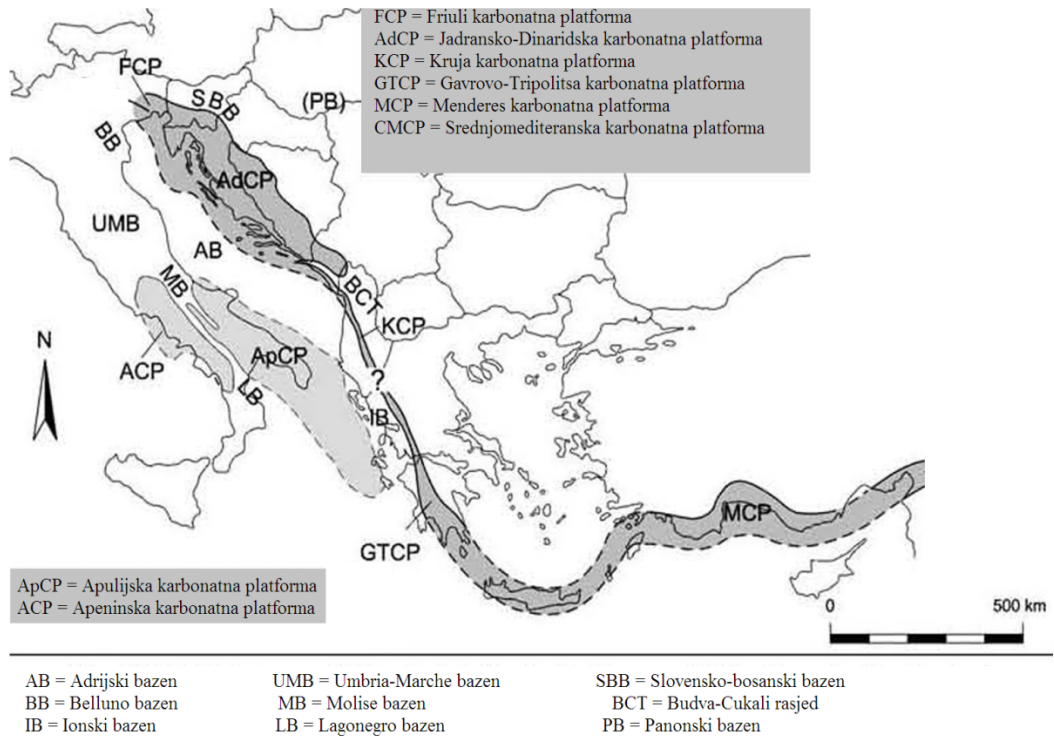 FCP = Friuli karbonatna platforma
AdCP = Jadransko-Dinaridska karbonatna platforma
KCP = Kruja karbonatna platforma
GTCP = Gavrovo-Tripolitsa karbonatna platforma
MCP = Menderes karbonatna platforma
CMCP = Srednjomediteranska karbonatna platforma
FCP
SBB
(PB)
BB
AdCP
UMB
AB
MB
BCT
KCP
N
ACP
ApCP
?
LB
IB
MCP
GTCP
ApCP = Apulijska karbonatna platforma
ACP = Apeninska karbonatna platforma
0 500 km
AB = Adrijski bazen UMB = Umbria-Marche bazen SBB = Slovensko-bosanski bazen
BB = Belluno bazen MB = Molise bazen BCT = Budva-Cukali rasjed
IB = Ionski bazen LB = Lagonegro bazen PB = Panonski bazen